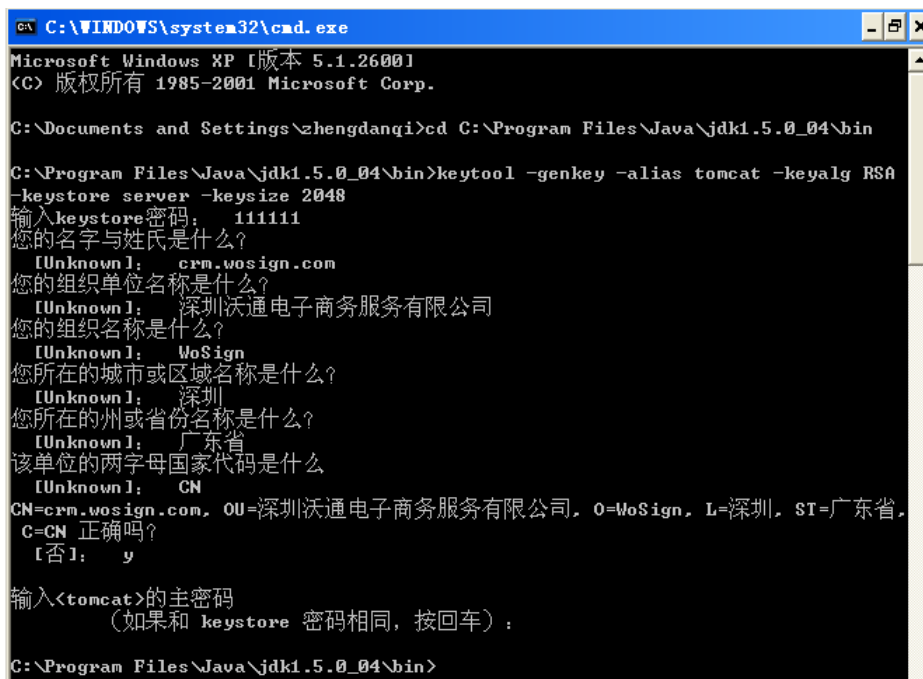 C:\WINDOWS\system32\cmd.exe
Microsoft Windows XP [版本 5.1.2600]
(C) 版权所有 1985-2001 Microsoft Corp.
C:\Documents and Settings\zhengdanqi>cd C:\Program Files\Java\jdk1.5.0_04\bin
C:\Program Files\Java\jdk1.5.0_04\bin>keytool -genkey -alias tomcat -keyalg RSA
-keystore server -keysize 2048
输入keystore密码： 111111
您的名字与姓氏是什么？
[Unknown]： crm.wosign.com
您的组织单位名称是什么？
[Unknown]： 深圳沃通电子商务服务有限公司
您的组织名称是什么？
[Unknown]： WoSign
您所在的城市或区域名称是什么？
[Unknown]： 深圳
您所在的州或省份名称是什么？
[Unknown]： 广东省
该单位的两字母国家代码是什么
[Unknown]： CN
CN=crm.wosign.com, OU=深圳沃通电子商务服务有限公司, O=WoSign, L=深圳, ST=广东省,
C=CN 正确吗？
[否]： y
输入<tomcat>的主密码
（如果和 keystore 密码相同，按回车）：
C:\Program Files\Java\jdk1.5.0_04\bin>